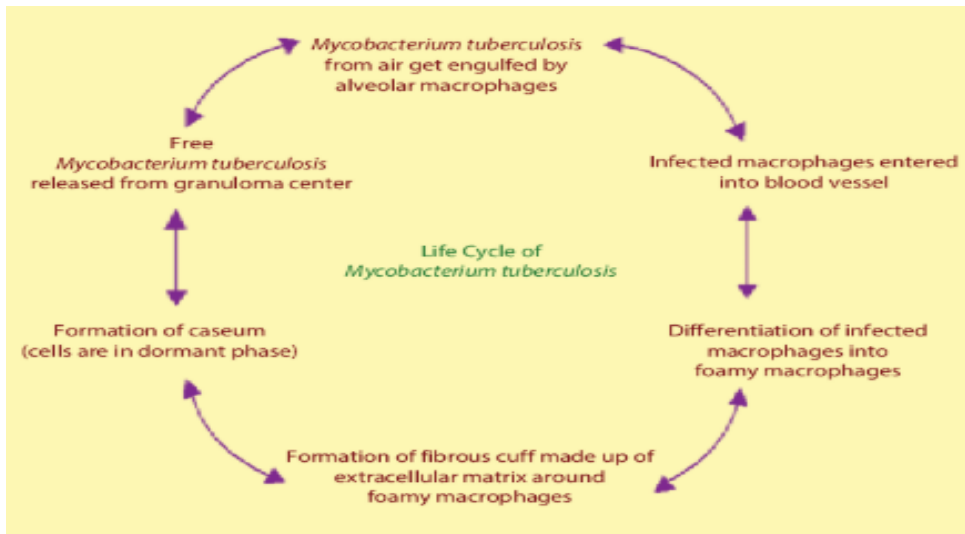 Mycobacterium tuberculosis
from air get engulfed by
alveolar macrophages
Infected macrophages entered
into blood vessel
Differentiation of infected
macrophages into
foamy macrophages
Formation of fibrous cuff made up of
extracellular matrix around
foamy macrophages
Formation of caseum
(cells are in dormant phase)
Free
Mycobacterium tuberculosis
released from granuloma center
Life Cycle of
Mycobacterium tuberculosis